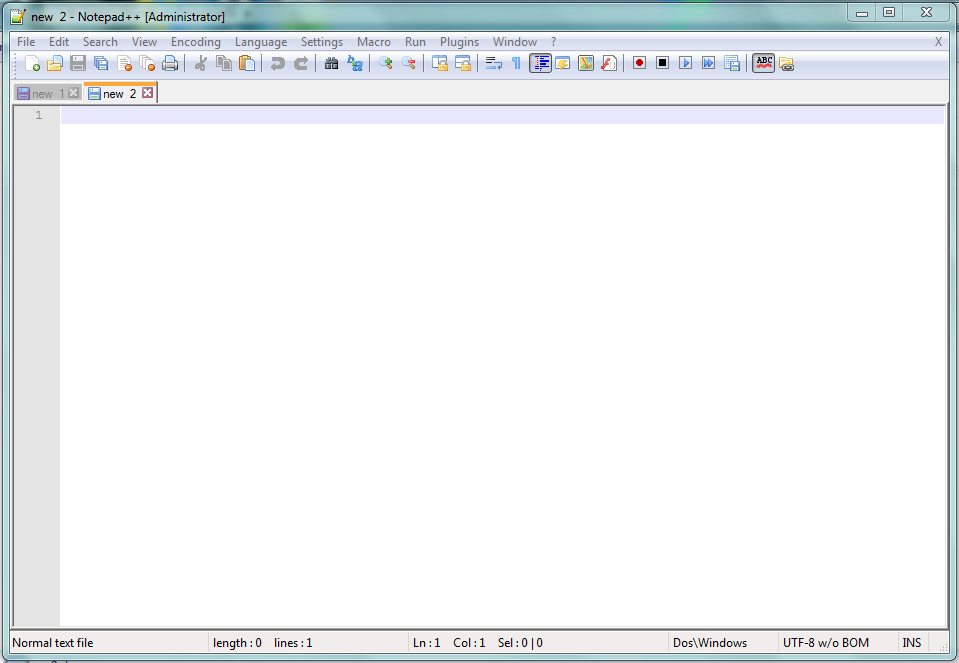 new 2 - Notepad++ [Administrator]
File Edit Search View Encoding Language Settings Macro Run Plugins Window ? X
ABC
new 1 new 2
1
Normal text file length : 0 lines : 1 Ln : 1 Col : 1 Sel : 0 | 0 Dos\Windows UTF-8 w/o BOM INS